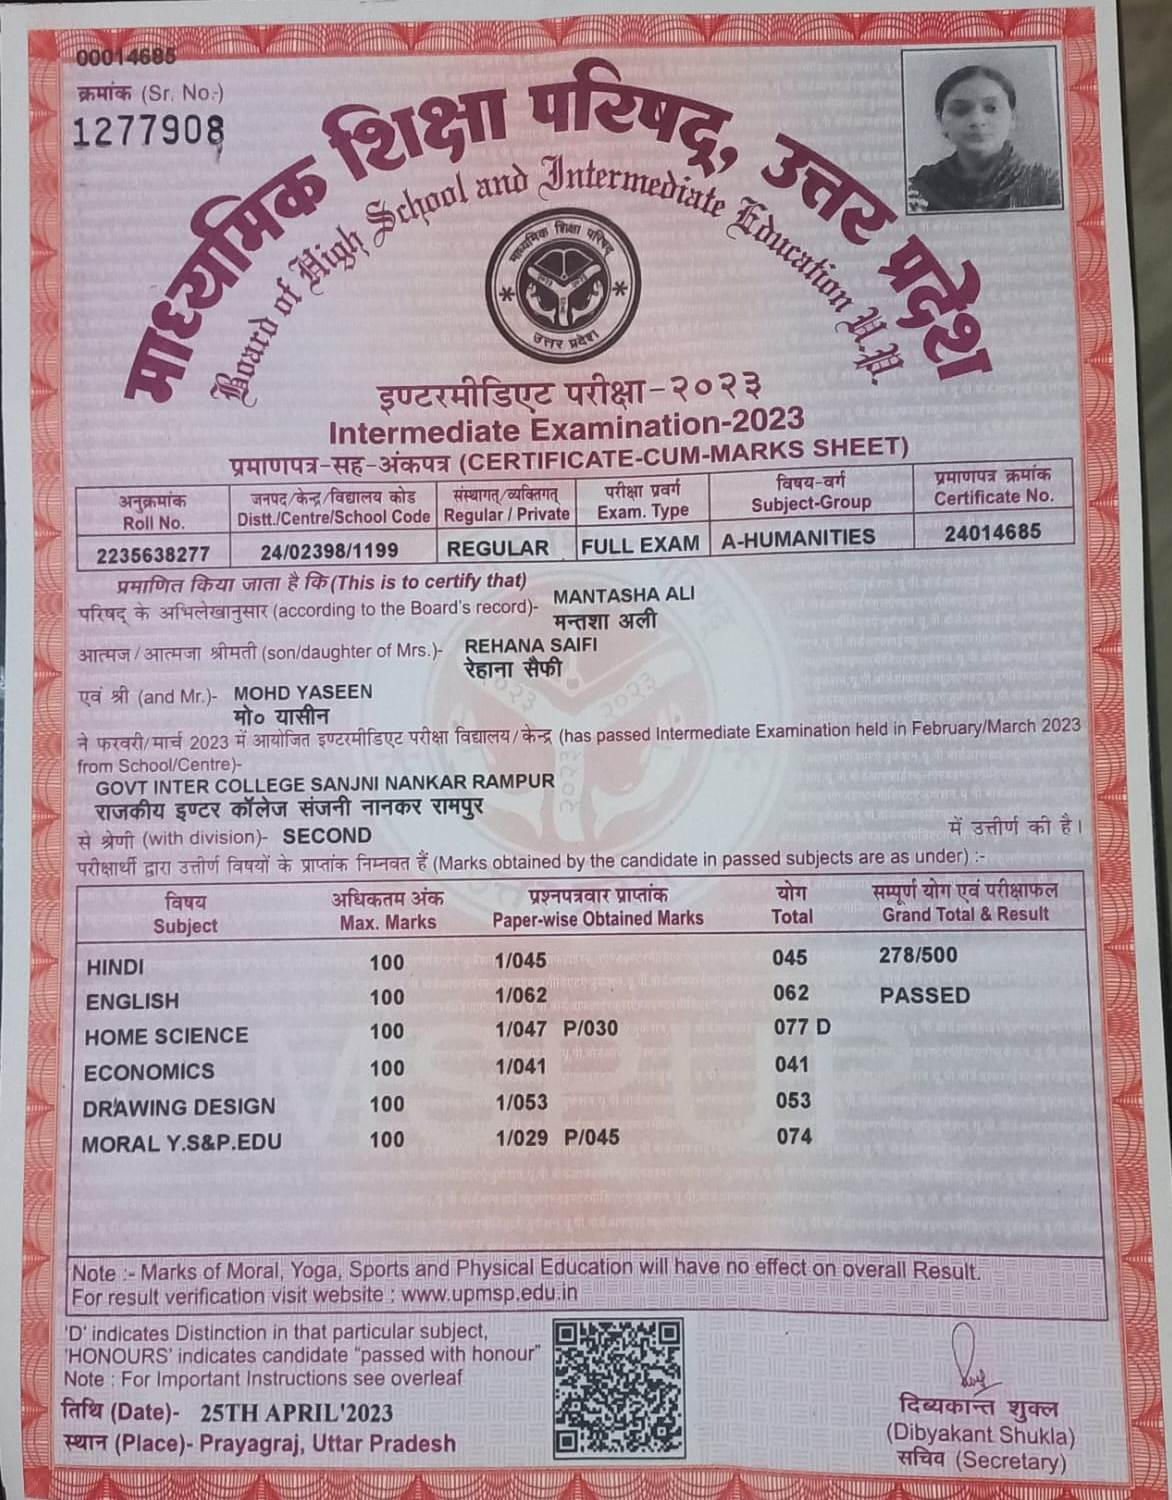 00014685
क्रमांक (Sr. No.-)
1277908
माध्यमिक शिक्षा परिषद्, उत्तर प्रदेश
Board of High School and Intermediate Education U.P.
माध्यमिक शिक्षा परिषद्
उत्तर प्रदेश
इण्टरमीडिएट परीक्षा-२०२३
Intermediate Examination-2023
प्रमाणपत्र-सह-अंकपत्र (CERTIFICATE-CUM-MARKS SHEET)
अनुक्रमांक जनपद/केन्द्र/विद्यालय कोड संस्थागत/व्यक्तिगत परीक्षा प्रवर्ग विषय-वर्ग प्रमाणपत्र क्रमांक
Roll No. Distt./Centre/School Code Regular / Private Exam. Type Subject-Group Certificate No.
2235638277 24/02398/1199 REGULAR FULL EXAM A-HUMANITIES 24014685
प्रमाणित किया जाता है कि (This is to certify that)
परिषद् के अभिलेखानुसार (according to the Board's record)- MANTASHA ALI
मन्तशा अली
आत्मज/आत्मजा श्रीमती (son/daughter of Mrs.)- REHANA SAIFI
रेहाना सैफी
एवं श्री (and Mr.)- MOHD YASEEN
मो० यासीन
ने फरवरी/मार्च 2023 में आयोजित इण्टरमीडिएट परीक्षा विद्यालय/केन्द्र (has passed Intermediate Examination held in February/March 2023
from School/Centre)-
GOVT INTER COLLEGE SANJNI NANKAR RAMPUR
राजकीय इण्टर कॉलेज संजनी नानकर रामपुर
से श्रेणी (with division)- SECOND में उत्तीर्ण की है।
परीक्षार्थी द्वारा उत्तीर्ण विषयों के प्राप्तांक निम्नवत हैं (Marks obtained by the candidate in passed subjects are as under) :-
विषय अधिकतम अंक प्रश्नपत्रवार प्राप्तांक योग सम्पूर्ण योग एवं परीक्षाफल
Subject Max. Marks Paper-wise Obtained Marks Total Grand Total & Result
HINDI 100 1/045 045 278/500
ENGLISH 100 1/062 062 PASSED
HOME SCIENCE 100 1/047 P/030 077 D
ECONOMICS 100 1/041 041
DRAWING DESIGN 100 1/053 053
MORAL Y.S&P.EDU 100 1/029 P/045 074
Note :- Marks of Moral, Yoga, Sports and Physical Education will have no effect on overall Result.
For result verification visit website : www.upmsp.edu.in
'D' indicates Distinction in that particular subject,
'HONOURS' indicates candidate "passed with honour"
Note : For Important Instructions see overleaf
तिथि (Date)- 25TH APRIL'2023
स्थान (Place)- Prayagraj, Uttar Pradesh
दिब्यकान्त शुक्ल
(Dibyakant Shukla)
सचिव (Secretary)